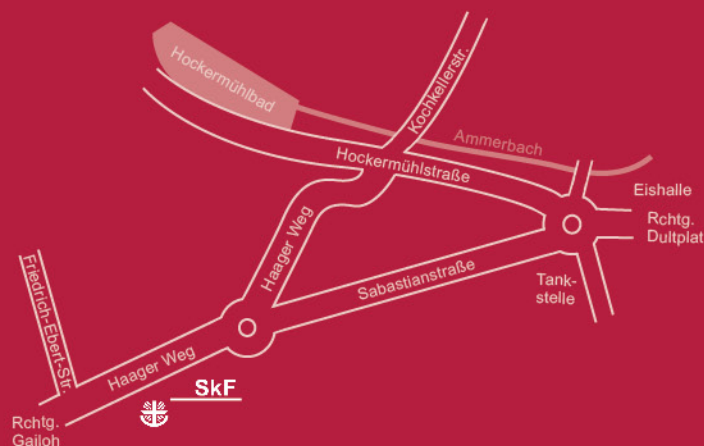 Hockermühlbad
Kochkellerstr.
Ammerbach
Hockermühlstraße
Eishalle
Rchtg.
Dultplat
Haager Weg
Sabastianstraße
Tank-
stelle
Friedrich-Ebert-Str.
Haager Weg
SkF
Rchtg.
Gailoh